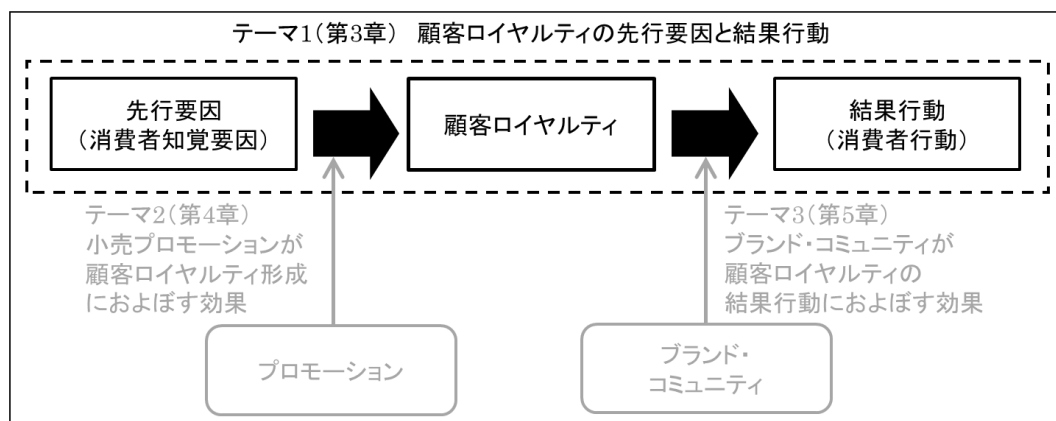 テーマ1(第3章) 顧客ロイヤルティの先行要因と結果行動
先行要因
(消費者知覚要因)
顧客ロイヤルティ
結果行動
(消費者行動)
テーマ2(第4章)
小売プロモーションが
顧客ロイヤルティ形成
におよぼす効果
テーマ3(第5章)
ブランド・コミュニティが
顧客ロイヤルティの
結果行動におよぼす効果
プロモーション
ブランド・
コミュニティ